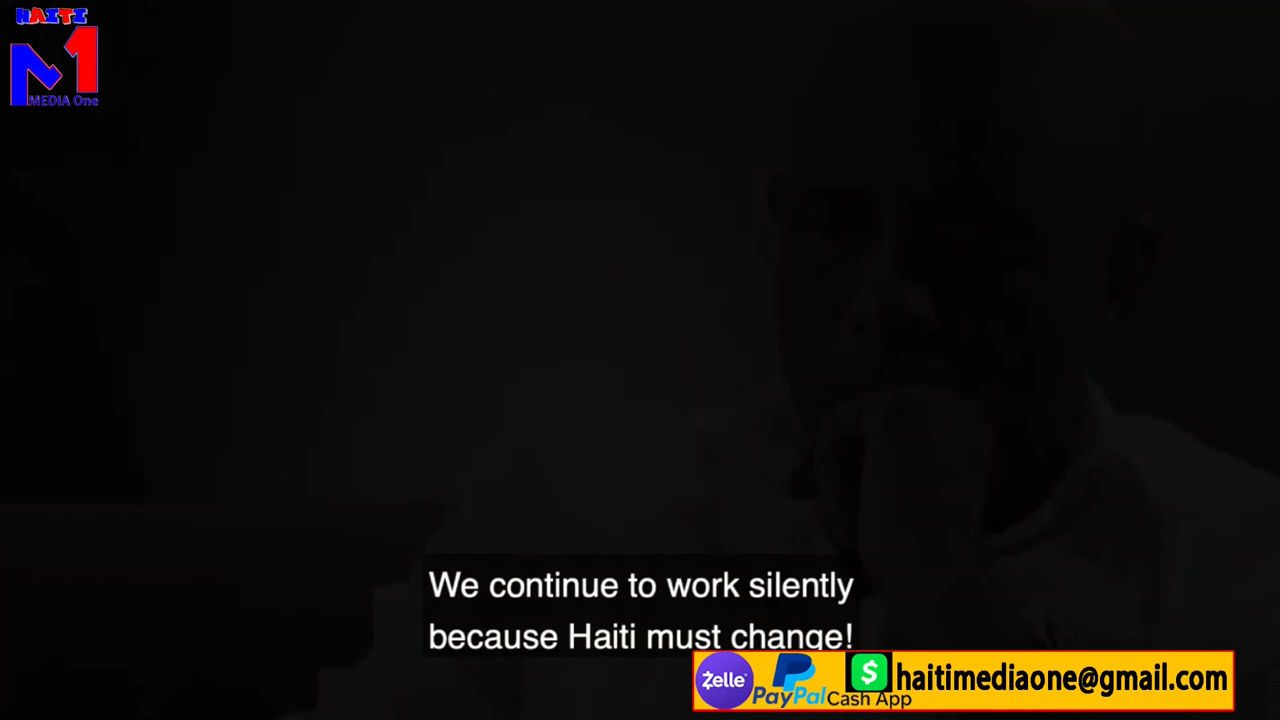 HAITI
M1
MEDIA One
We continue to work silently
because Haiti must change!
Zelle
PayPal
$
Cash App
haitimediaone@gmail.com